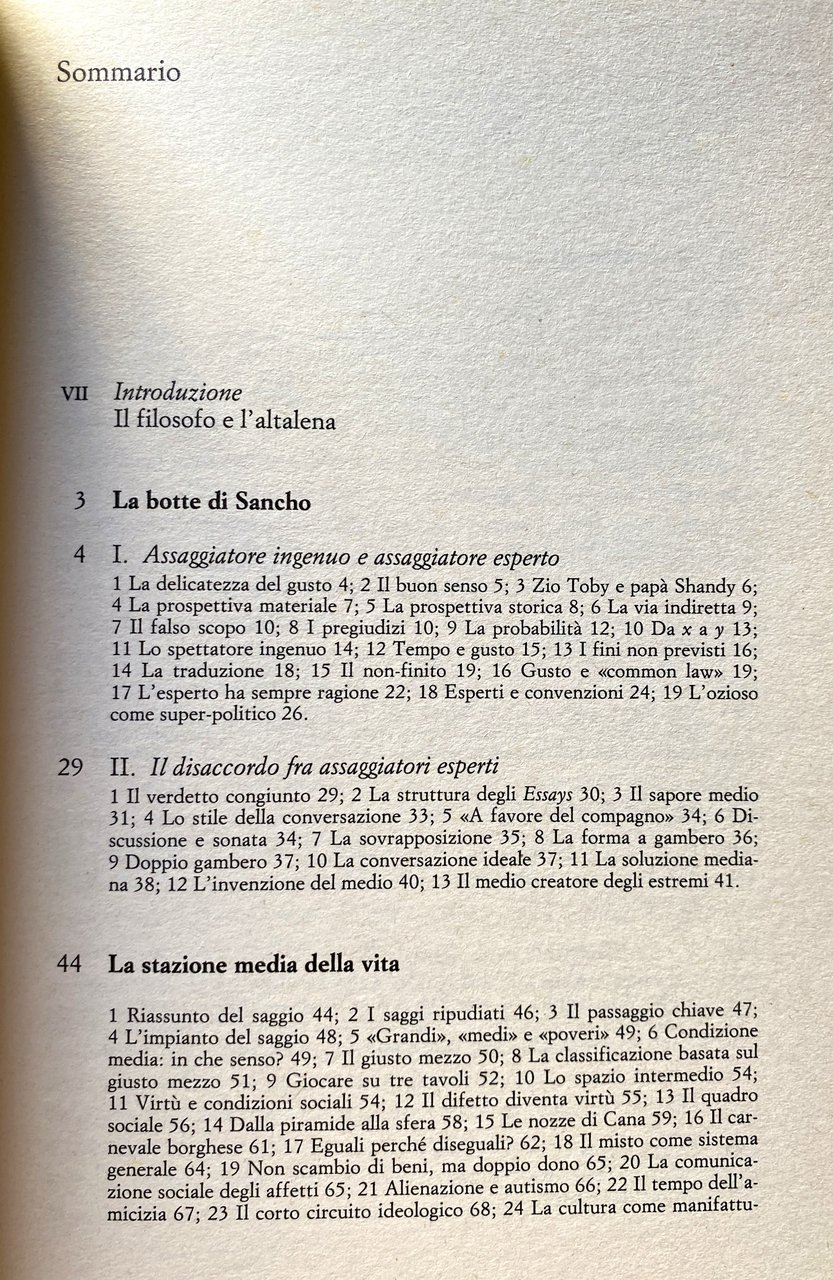 Sommario
VII Introduzione
Il filosofo e l'altalena
3 La botte di Sancho
4 I. Assaggiatore ingenuo e assaggiatore esperto
1 La delicatezza del gusto 4; 2 Il buon senso 5; 3 Zio Toby e papà Shandy 6;
4 La prospettiva materiale 7; 5 La prospettiva storica 8; 6 La via indiretta 9;
7 Il falso scopo 10; 8 I pregiudizi 10; 9 La probabilità 12; 10 Da x a y 13;
11 Lo spettatore ingenuo 14; 12 Tempo e gusto 15; 13 I fini non previsti 16;
14 La traduzione 18; 15 Il non-finito 19; 16 Gusto e «common law» 19;
17 L'esperto ha sempre ragione 22; 18 Esperti e convenzioni 24; 19 L'ozioso
come super-politico 26.
29 II. Il disaccordo fra assaggiatori esperti
1 Il verdetto congiunto 29; 2 La struttura degli Essays 30; 3 Il sapore medio
31; 4 Lo stile della conversazione 33; 5 «A favore del compagno» 34; 6 Di-
scussione e sonata 34; 7 La sovrapposizione 35; 8 La forma a gambero 36;
9 Doppio gambero 37; 10 La conversazione ideale 37; 11 La soluzione media-
na 38; 12 L'invenzione del medio 40; 13 Il medio creatore degli estremi 41.
44 La stazione media della vita
1 Riassunto del saggio 44; 2 I saggi ripudiati 46; 3 Il passaggio chiave 47;
4 L'impianto del saggio 48; 5 «Grandi», «medi» e «poveri» 49; 6 Condizione
media: in che senso? 49; 7 Il giusto mezzo 50; 8 La classificazione basata sul
giusto mezzo 51; 9 Giocare su tre tavoli 52; 10 Lo spazio intermedio 54;
11 Virtù e condizioni sociali 54; 12 Il difetto diventa virtù 55; 13 Il quadro
sociale 56; 14 Dalla piramide alla sfera 58; 15 Le nozze di Cana 59; 16 Il car-
nevale borghese 61; 17 Eguali perché diseguali? 62; 18 Il misto come sistema
generale 64; 19 Non scambio di beni, ma doppio dono 65; 20 La comunica-
zione sociale degli affetti 65; 21 Alienazione e autismo 66; 22 Il tempo dell'a-
micizia 67; 23 Il corto circuito ideologico 68; 24 La cultura come manifattu-